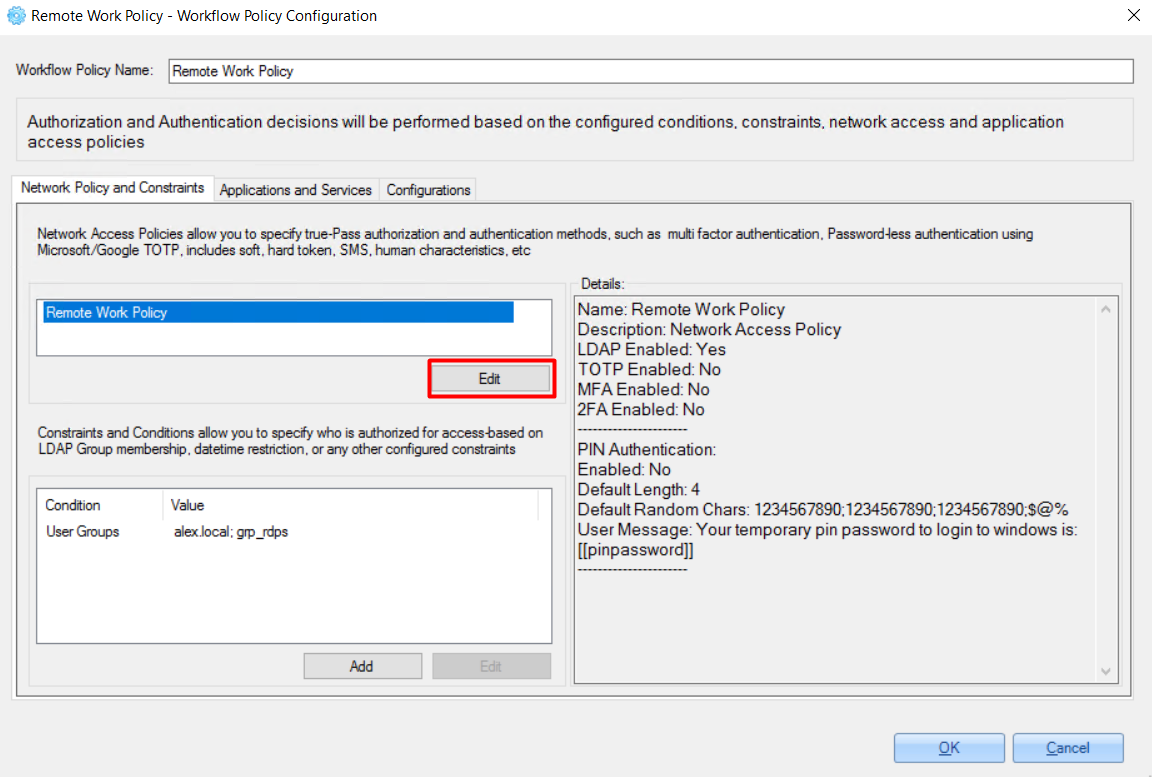 Remote Work Policy - Workflow Policy Configuration
Workflow Policy Name:
Remote Work Policy
Authorization and Authentication decisions will be performed based on the configured conditions, constraints, network access and application
access policies
Network Policy and Constraints
Applications and Services
Configurations
Network Access Policies allow you to specify true-Pass authorization and authentication methods, such as multi factor authentication, Password-less authentication using
Microsoft/Google TOTP, includes soft, hard token, SMS, human characteristics, etc
Remote Work Policy
Edit
Constraints and Conditions allow you to specify who is authorized for access-based on
LDAP Group membership, datetime restriction, or any other configured constraints
Condition Value
User Groups alex.local; grp_rdps
Add
Edit
Details:
Name: Remote Work Policy
Description: Network Access Policy
LDAP Enabled: Yes
TOTP Enabled: No
MFA Enabled: No
2FA Enabled: No
----------------------
PIN Authentication:
Enabled: No
Default Length: 4
Default Random Chars: 1234567890;1234567890;1234567890;$@%
User Message: Your temporary pin password to login to windows is:
[[pinpassword]]
----------------------
OK
Cancel